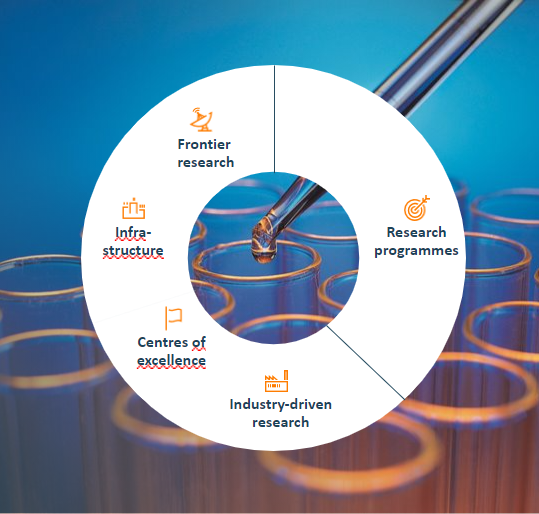 Frontier
research
Research
programmes
Infra-
structure
Centres of
excellence
Industry-driven
research